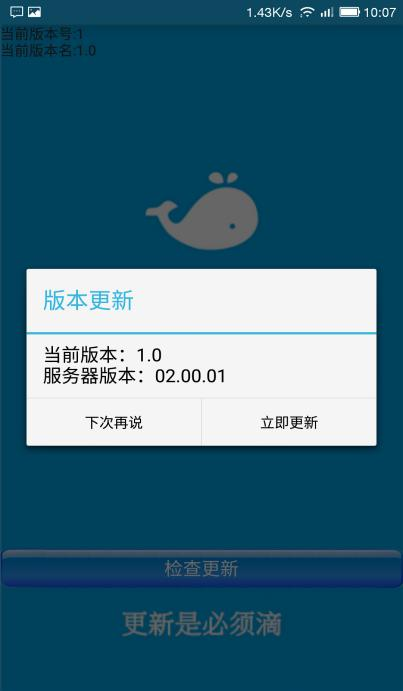 1.43K/s 10:07
当前版本号:1
当前版本名:1.0
版本更新
当前版本：1.0
服务器版本：02.00.01
下次再说 立即更新
检查更新
更新是必须滴